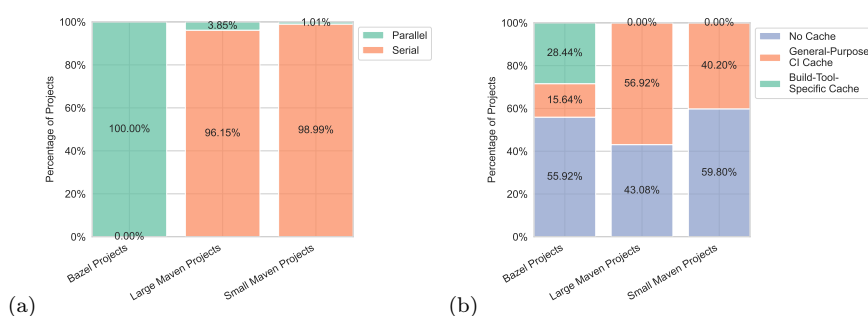 100%
80%
60%
40%
20%
0%
Percentage of Projects
3.85%
1.01%
100.00%
96.15%
98.99%
0.00%
Bazel Projects
Large Maven Projects
Small Maven Projects
Parallel
Serial
(a)
100%
80%
60%
40%
20%
0%
Percentage of Projects
0.00%
0.00%
28.44%
40.20%
56.92%
15.64%
55.92%
43.08%
59.80%
Bazel Projects
Large Maven Projects
Small Maven Projects
No Cache
General-Purpose
CI Cache
Build-Tool-
Specific Cache
(b)